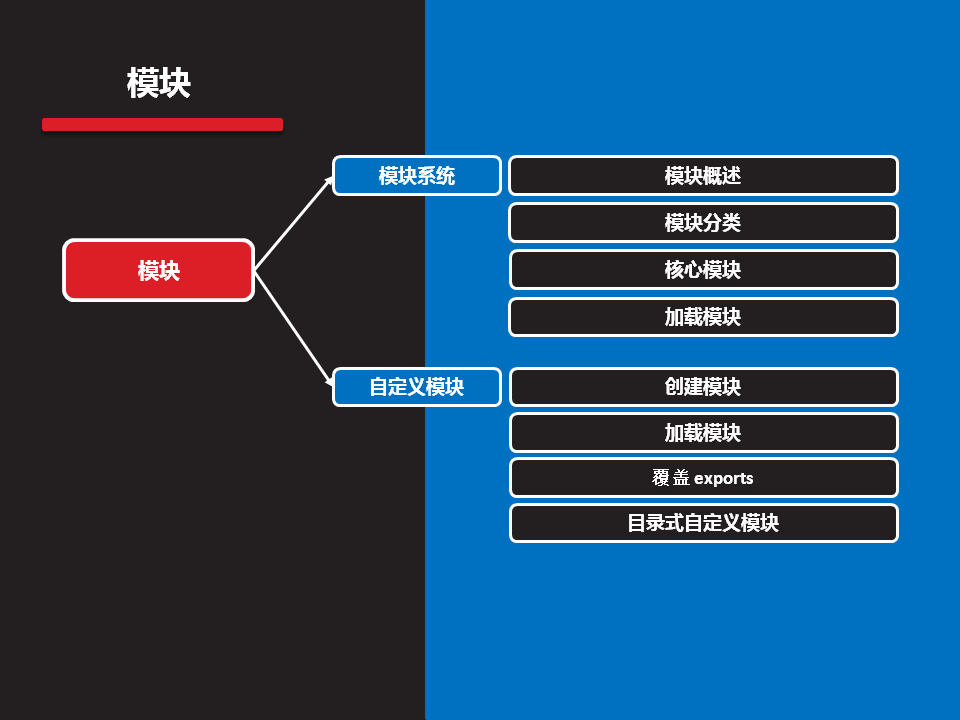 模块
模块
模块系统
模块概述
模块分类
核心模块
加载模块
自定义模块
创建模块
加载模块
覆盖 exports
目录式自定义模块